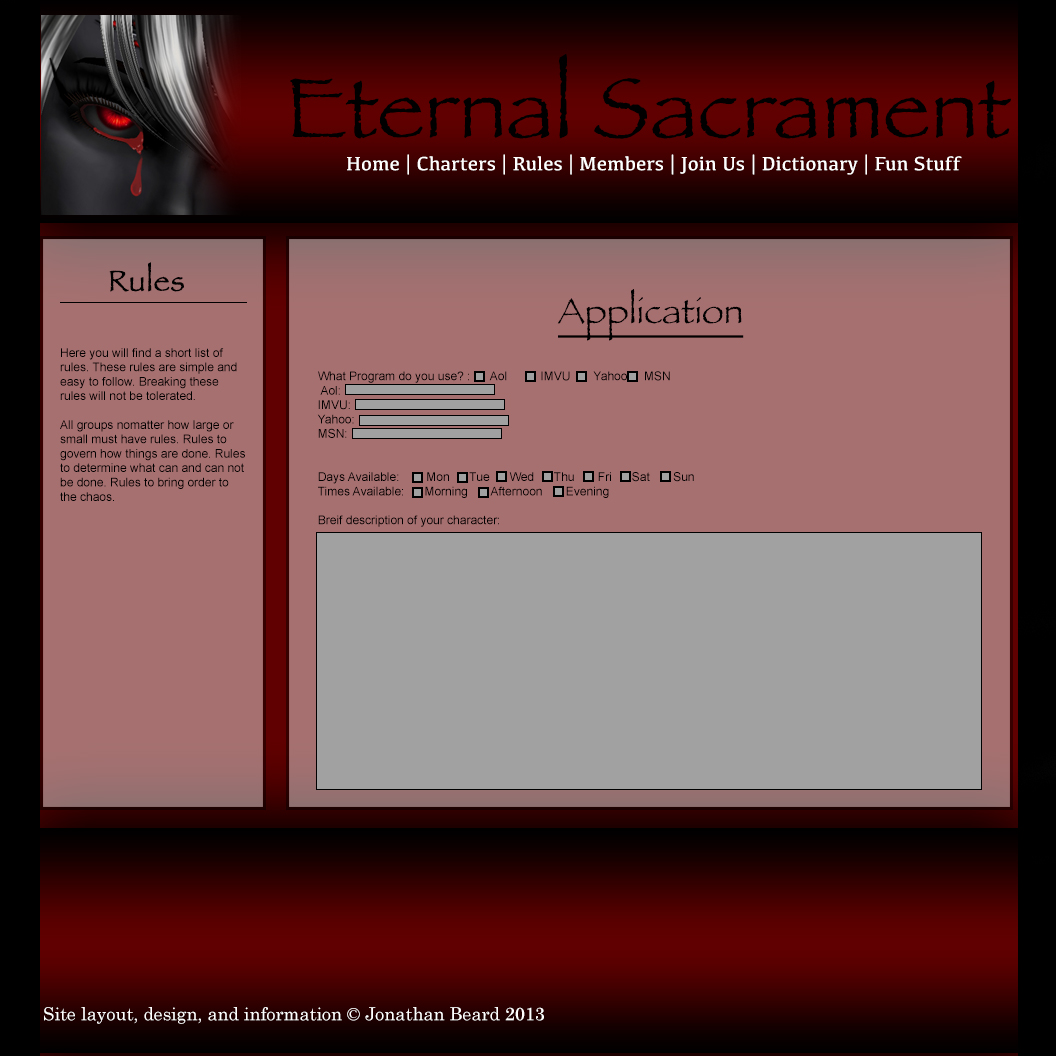 Eternal Sacrament
Home | Charters | Rules | Members | Join Us | Dictionary | Fun Stuff
Rules
Here you will find a short list of
rules. These rules are simple and
easy to follow. Breaking these
rules will not be tolerated.
All groups nomatter how large or
small must have rules. Rules to
govern how things are done. Rules
to determine what can and can not
be done. Rules to bring order to
the chaos.
Application
What Program do you use? : Aol IMVU Yahoo MSN
Aol:
IMVU:
Yahoo:
MSN:
Days Available: Mon Tue Wed Thu Fri Sat Sun
Times Available: Morning Afternoon Evening
Breif description of your character:
Site layout, design, and information © Jonathan Beard 2013